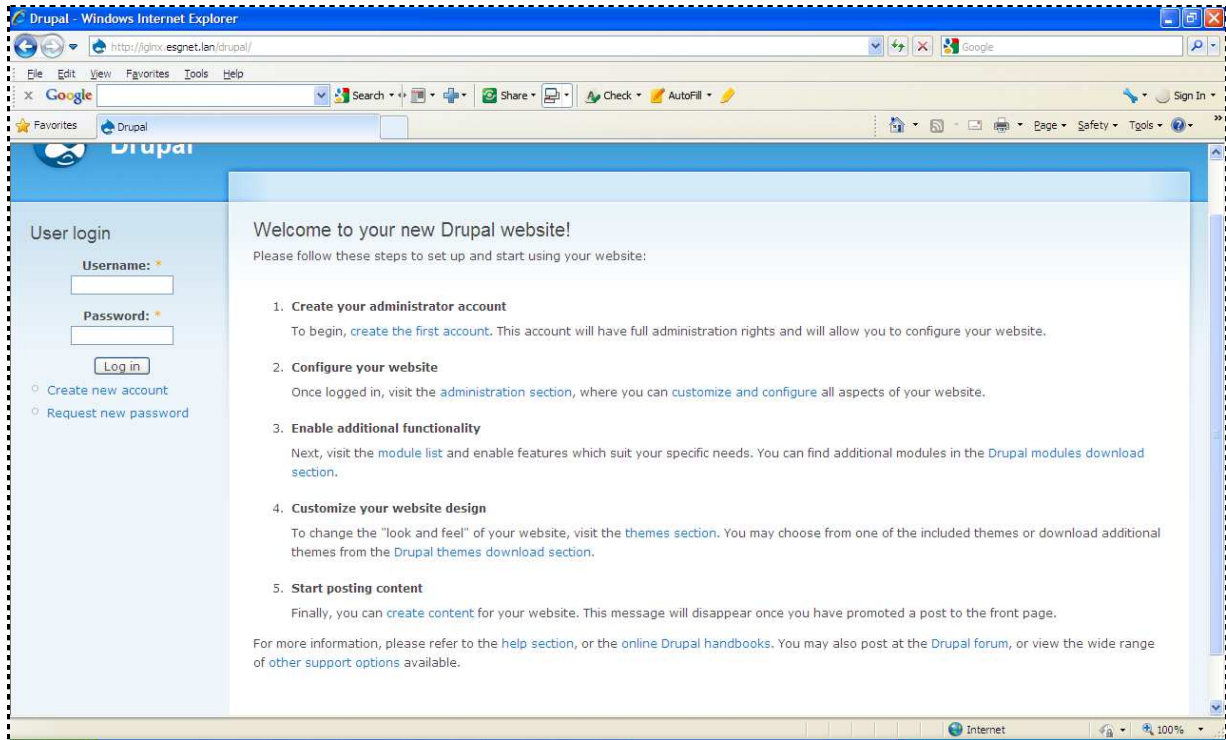 Drupal - Windows Internet Explorer
http://iglnx.esgnet.lan/drupal/
Google
File Edit View Favorites Tools Help
x Google Search Share Check AutoFill Sign In
Favorites Drupal Page Safety Tools »
Drupal
User login
Username: *
Password: *
Log in
Create new account
Request new password
Welcome to your new Drupal website!
Please follow these steps to set up and start using your website:
1. Create your administrator account
To begin, create the first account. This account will have full administration rights and will allow you to configure your website.
2. Configure your website
Once logged in, visit the administration section, where you can customize and configure all aspects of your website.
3. Enable additional functionality
Next, visit the module list and enable features which suit your specific needs. You can find additional modules in the Drupal modules download
section.
4. Customize your website design
To change the "look and feel" of your website, visit the themes section. You may choose from one of the included themes or download additional
themes from the Drupal themes download section.
5. Start posting content
Finally, you can create content for your website. This message will disappear once you have promoted a post to the front page.
For more information, please refer to the help section, or the online Drupal handbooks. You may also post at the Drupal forum, or view the wide range
of other support options available.
Internet 100%